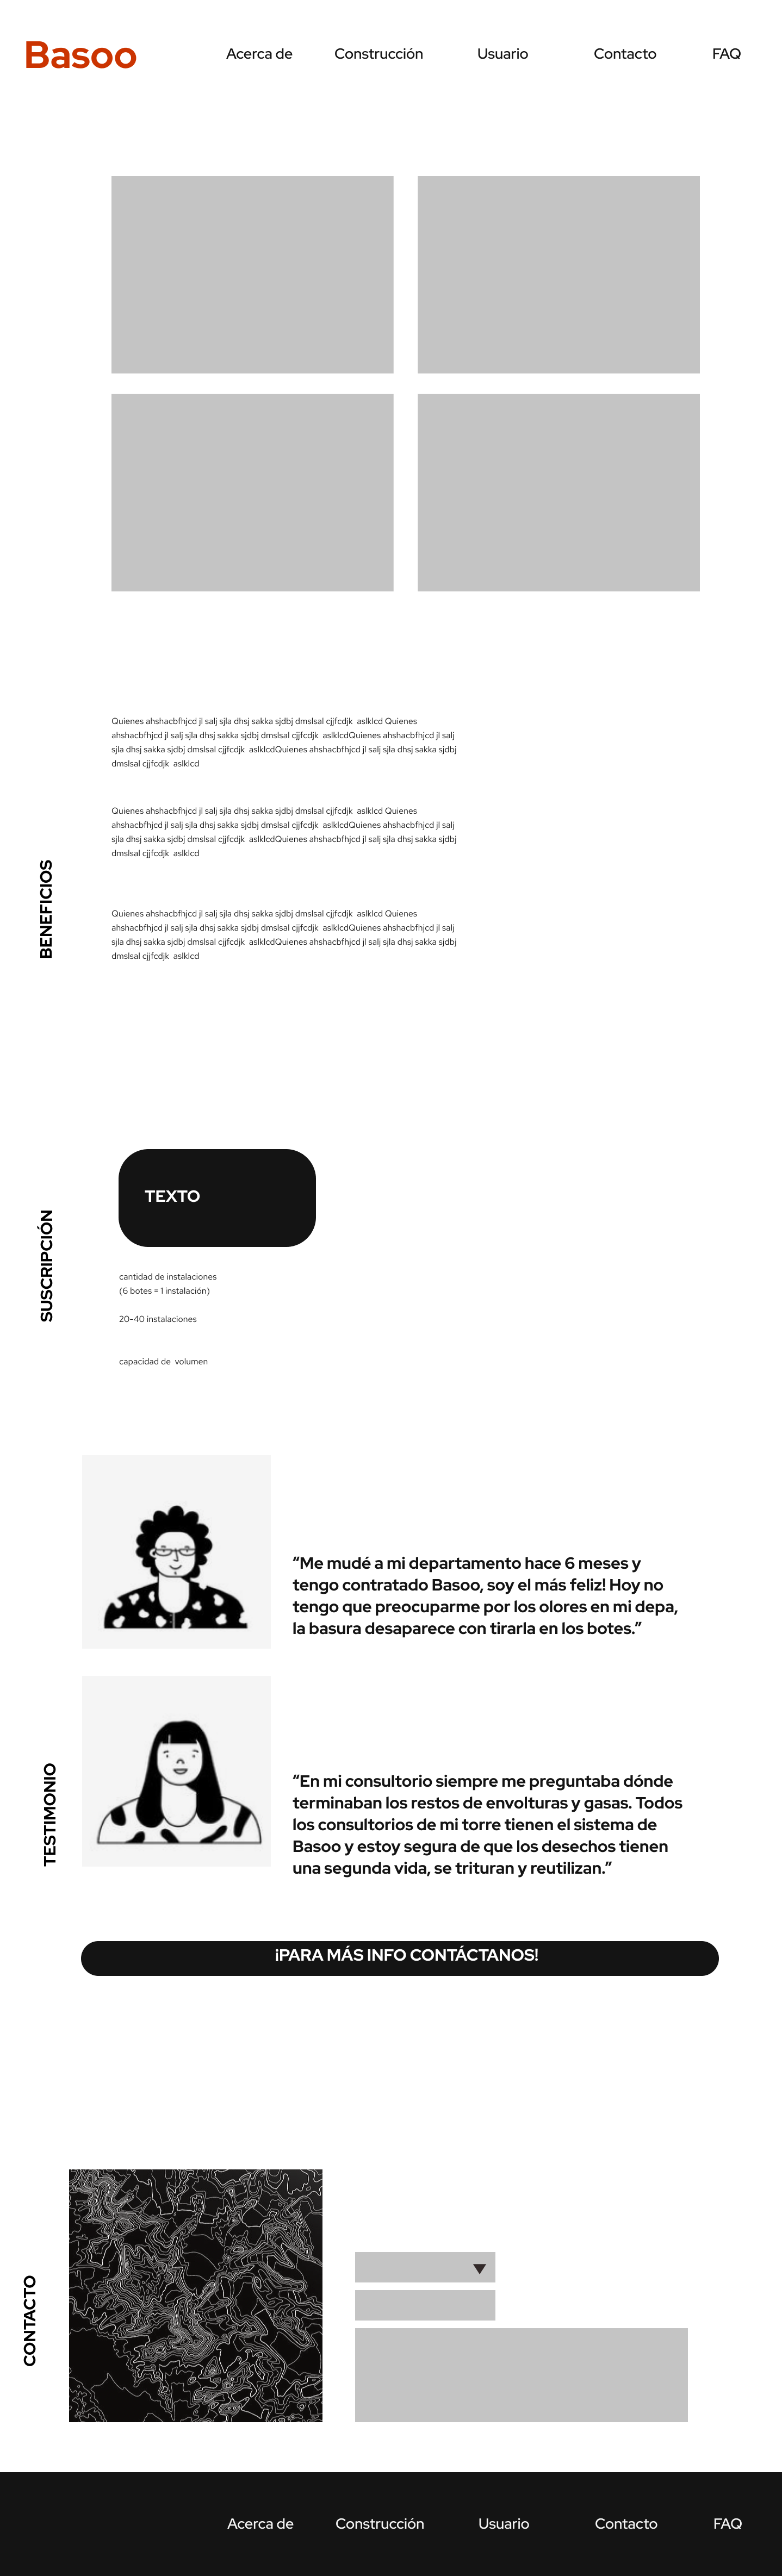 Basoo
Acerca de Construcción Usuario Contacto FAQ
Quienes ahshacbfhjcd jl salj sjla dhsj sakka sjdbj dmslsal cjjfcdjk  aslklcd Quienes
ahshacbfhjcd jl salj sjla dhsj sakka sjdbj dmslsal cjjfcdjk  aslklcdQuienes ahshacbfhjcd jl salj
sjla dhsj sakka sjdbj dmslsal cjjfcdjk  aslklcdQuienes ahshacbfhjcd jl salj sjla dhsj sakka sjdbj
dmslsal cjjfcdjk  aslklcd
Quienes ahshacbfhjcd jl salj sjla dhsj sakka sjdbj dmslsal cjjfcdjk  aslklcd Quienes
ahshacbfhjcd jl salj sjla dhsj sakka sjdbj dmslsal cjjfcdjk  aslklcdQuienes ahshacbfhjcd jl salj
sjla dhsj sakka sjdbj dmslsal cjjfcdjk  aslklcdQuienes ahshacbfhjcd jl salj sjla dhsj sakka sjdbj
dmslsal cjjfcdjk  aslklcd
BENEFICIOS
Quienes ahshacbfhjcd jl salj sjla dhsj sakka sjdbj dmslsal cjjfcdjk  aslklcd Quienes
ahshacbfhjcd jl salj sjla dhsj sakka sjdbj dmslsal cjjfcdjk  aslklcdQuienes ahshacbfhjcd jl salj
sjla dhsj sakka sjdbj dmslsal cjjfcdjk  aslklcdQuienes ahshacbfhjcd jl salj sjla dhsj sakka sjdbj
dmslsal cjjfcdjk  aslklcd
SUSCRIPCIÓN
TEXTO
cantidad de instalaciones
(6 botes = 1 instalación)
20-40 instalaciones
capacidad de  volumen
“Me mudé a mi departamento hace 6 meses y
tengo contratado Basoo, soy el más feliz! Hoy no
tengo que preocuparme por los olores en mi depa,
la basura desaparece con tirarla en los botes.”
TESTIMONIO
“En mi consultorio siempre me preguntaba dónde
terminaban los restos de envolturas y gasas. Todos
los consultorios de mi torre tienen el sistema de
Basoo y estoy segura de que los desechos tienen
una segunda vida, se trituran y reutilizan.”
¡PARA MÁS INFO CONTÁCTANOS!
CONTACTO
Acerca de Construcción Usuario Contacto FAQ